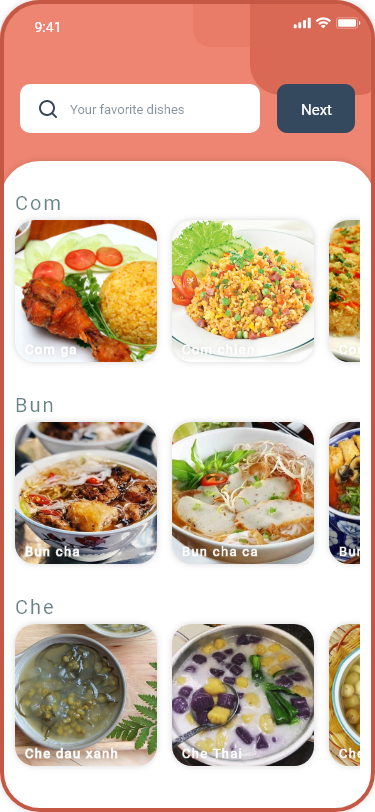 9:41
Your favorite dishes
Next
Com
Com ga
Com chien
Bun
Bun cha
Bun cha ca
Che
Che dau xanh
Che Thai
Che